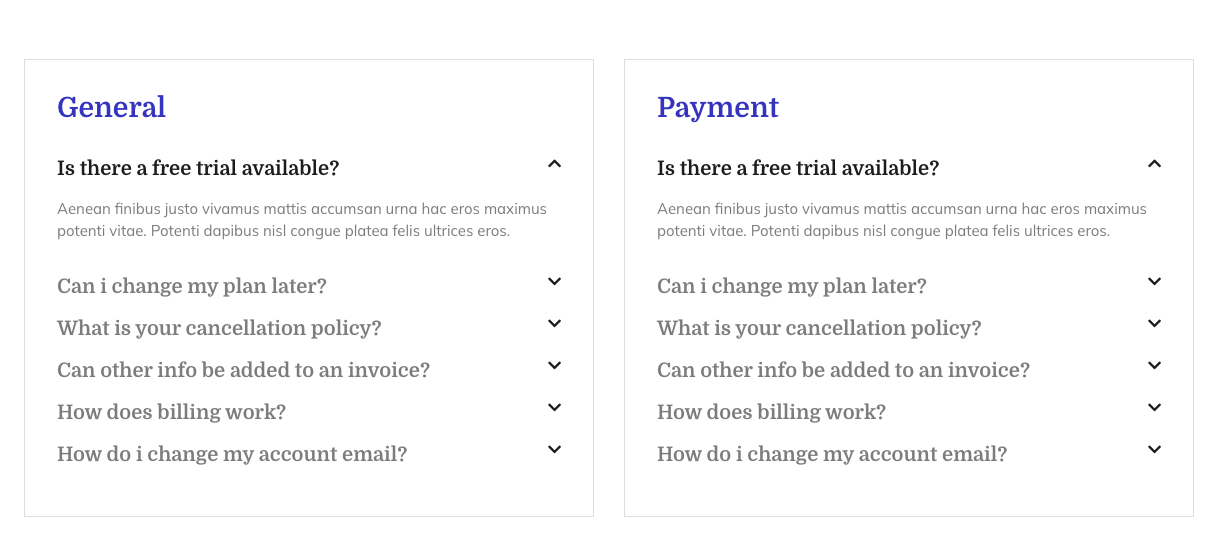 General
Is there a free trial available?
Aenean finibus justo vivamus mattis accumsan urna hac eros maximus
potenti vitae. Potenti dapibus nisl congue platea felis ultrices eros.
Can i change my plan later?
What is your cancellation policy?
Can other info be added to an invoice?
How does billing work?
How do i change my account email?
Payment
Is there a free trial available?
Aenean finibus justo vivamus mattis accumsan urna hac eros maximus
potenti vitae. Potenti dapibus nisl congue platea felis ultrices eros.
Can i change my plan later?
What is your cancellation policy?
Can other info be added to an invoice?
How does billing work?
How do i change my account email?